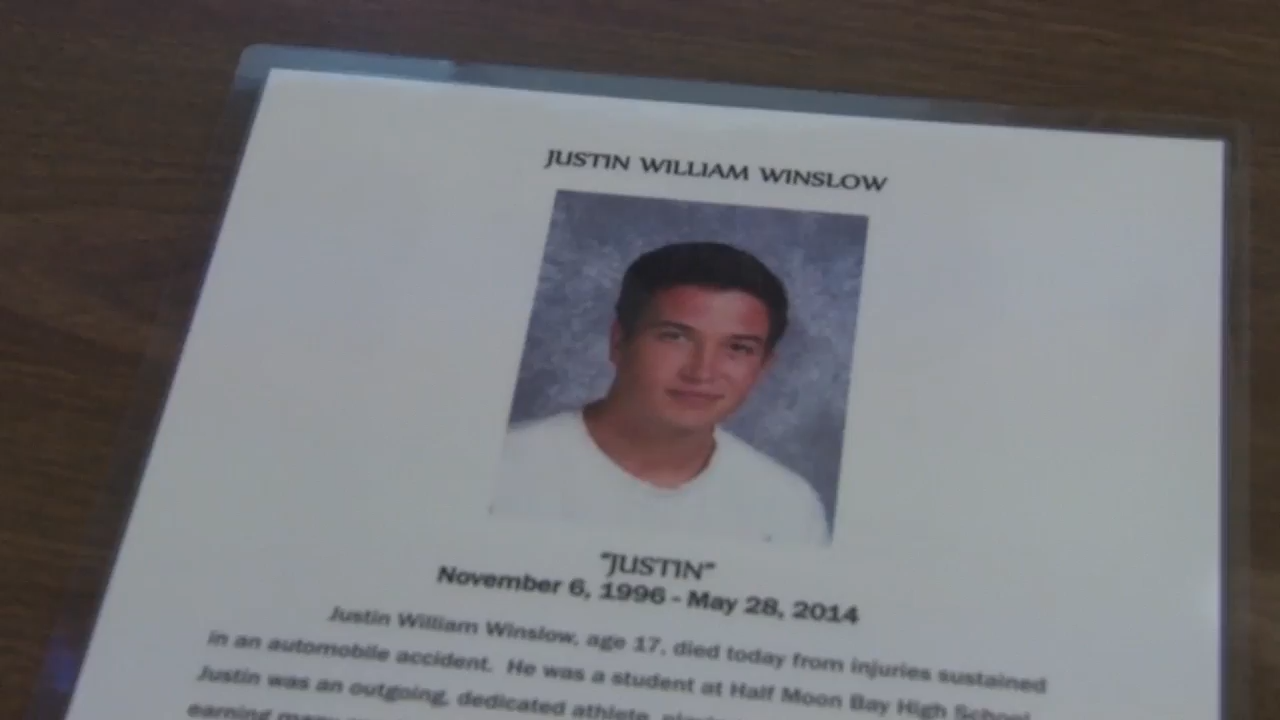 JUSTIN WILLIAM WINSLOW
"JUSTIN"
November 6, 1996 - May 28, 2014
Justin William Winslow, age 17, died today from injuries sustained
in an automobile accident. He was a student at Half Moon Bay High School
Justin was an outgoing, dedicated athlete,
earning many